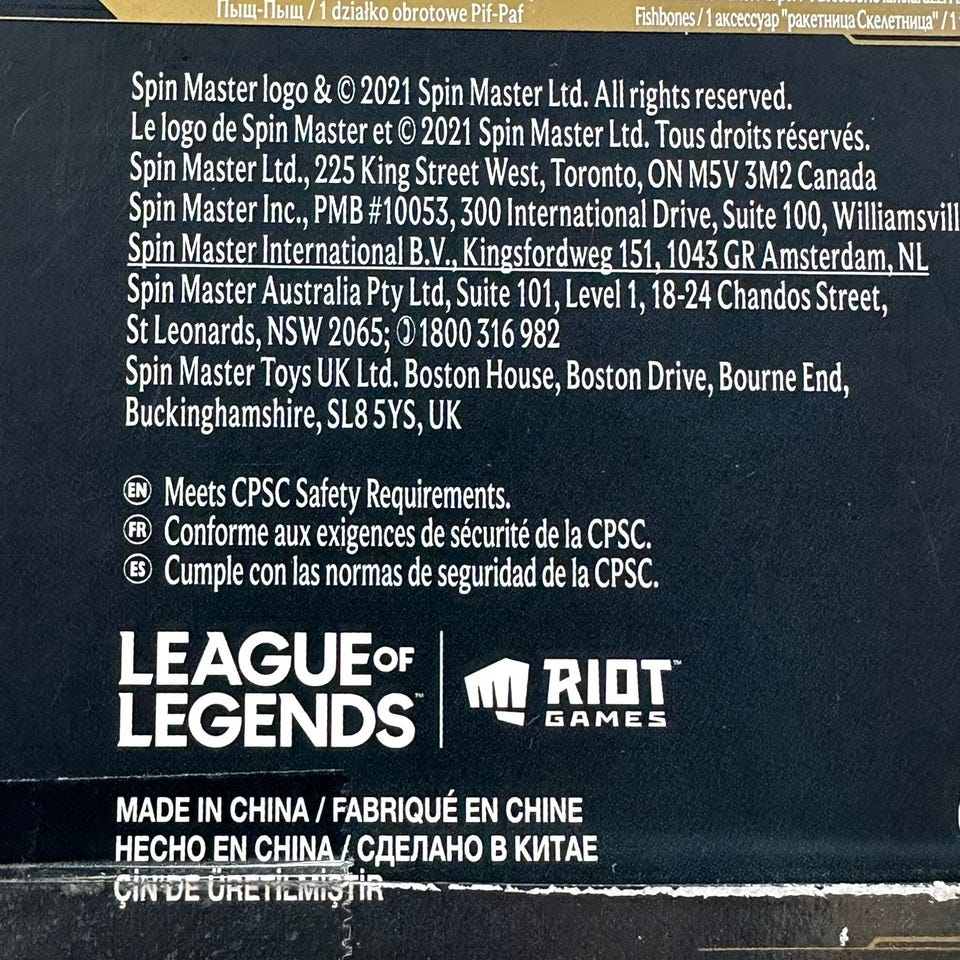 Пыщ-Пыщ / 1 działko obrotowe Pif-Paf
Fishbones / 1 аксессуар "ракетница Скелетница" / 1
Spin Master logo & © 2021 Spin Master Ltd. All rights reserved.
Le logo de Spin Master et © 2021 Spin Master Ltd. Tous droits réservés.
Spin Master Ltd., 225 King Street West, Toronto, ON M5V 3M2 Canada
Spin Master Inc., PMB #10053, 300 International Drive, Suite 100, Williamsvill
Spin Master International B.V., Kingsfordweg 151, 1043 GR Amsterdam, NL
Spin Master Australia Pty Ltd, Suite 101, Level 1, 18-24 Chandos Street,
St Leonards, NSW 2065; ✆ 1800 316 982
Spin Master Toys UK Ltd. Boston House, Boston Drive, Bourne End,
Buckinghamshire, SL8 5YS, UK
EN Meets CPSC Safety Requirements.
FR Conforme aux exigences de sécurité de la CPSC.
ES Cumple con las normas de seguridad de la CPSC.
LEAGUE OF
LEGENDS™
RIOT™
GAMES
MADE IN CHINA / FABRIQUÉ EN CHINE
HECHO EN CHINA / СДЕЛАНО В КИТАЕ
ÇİN'DE ÜRETİLMİŞTİR